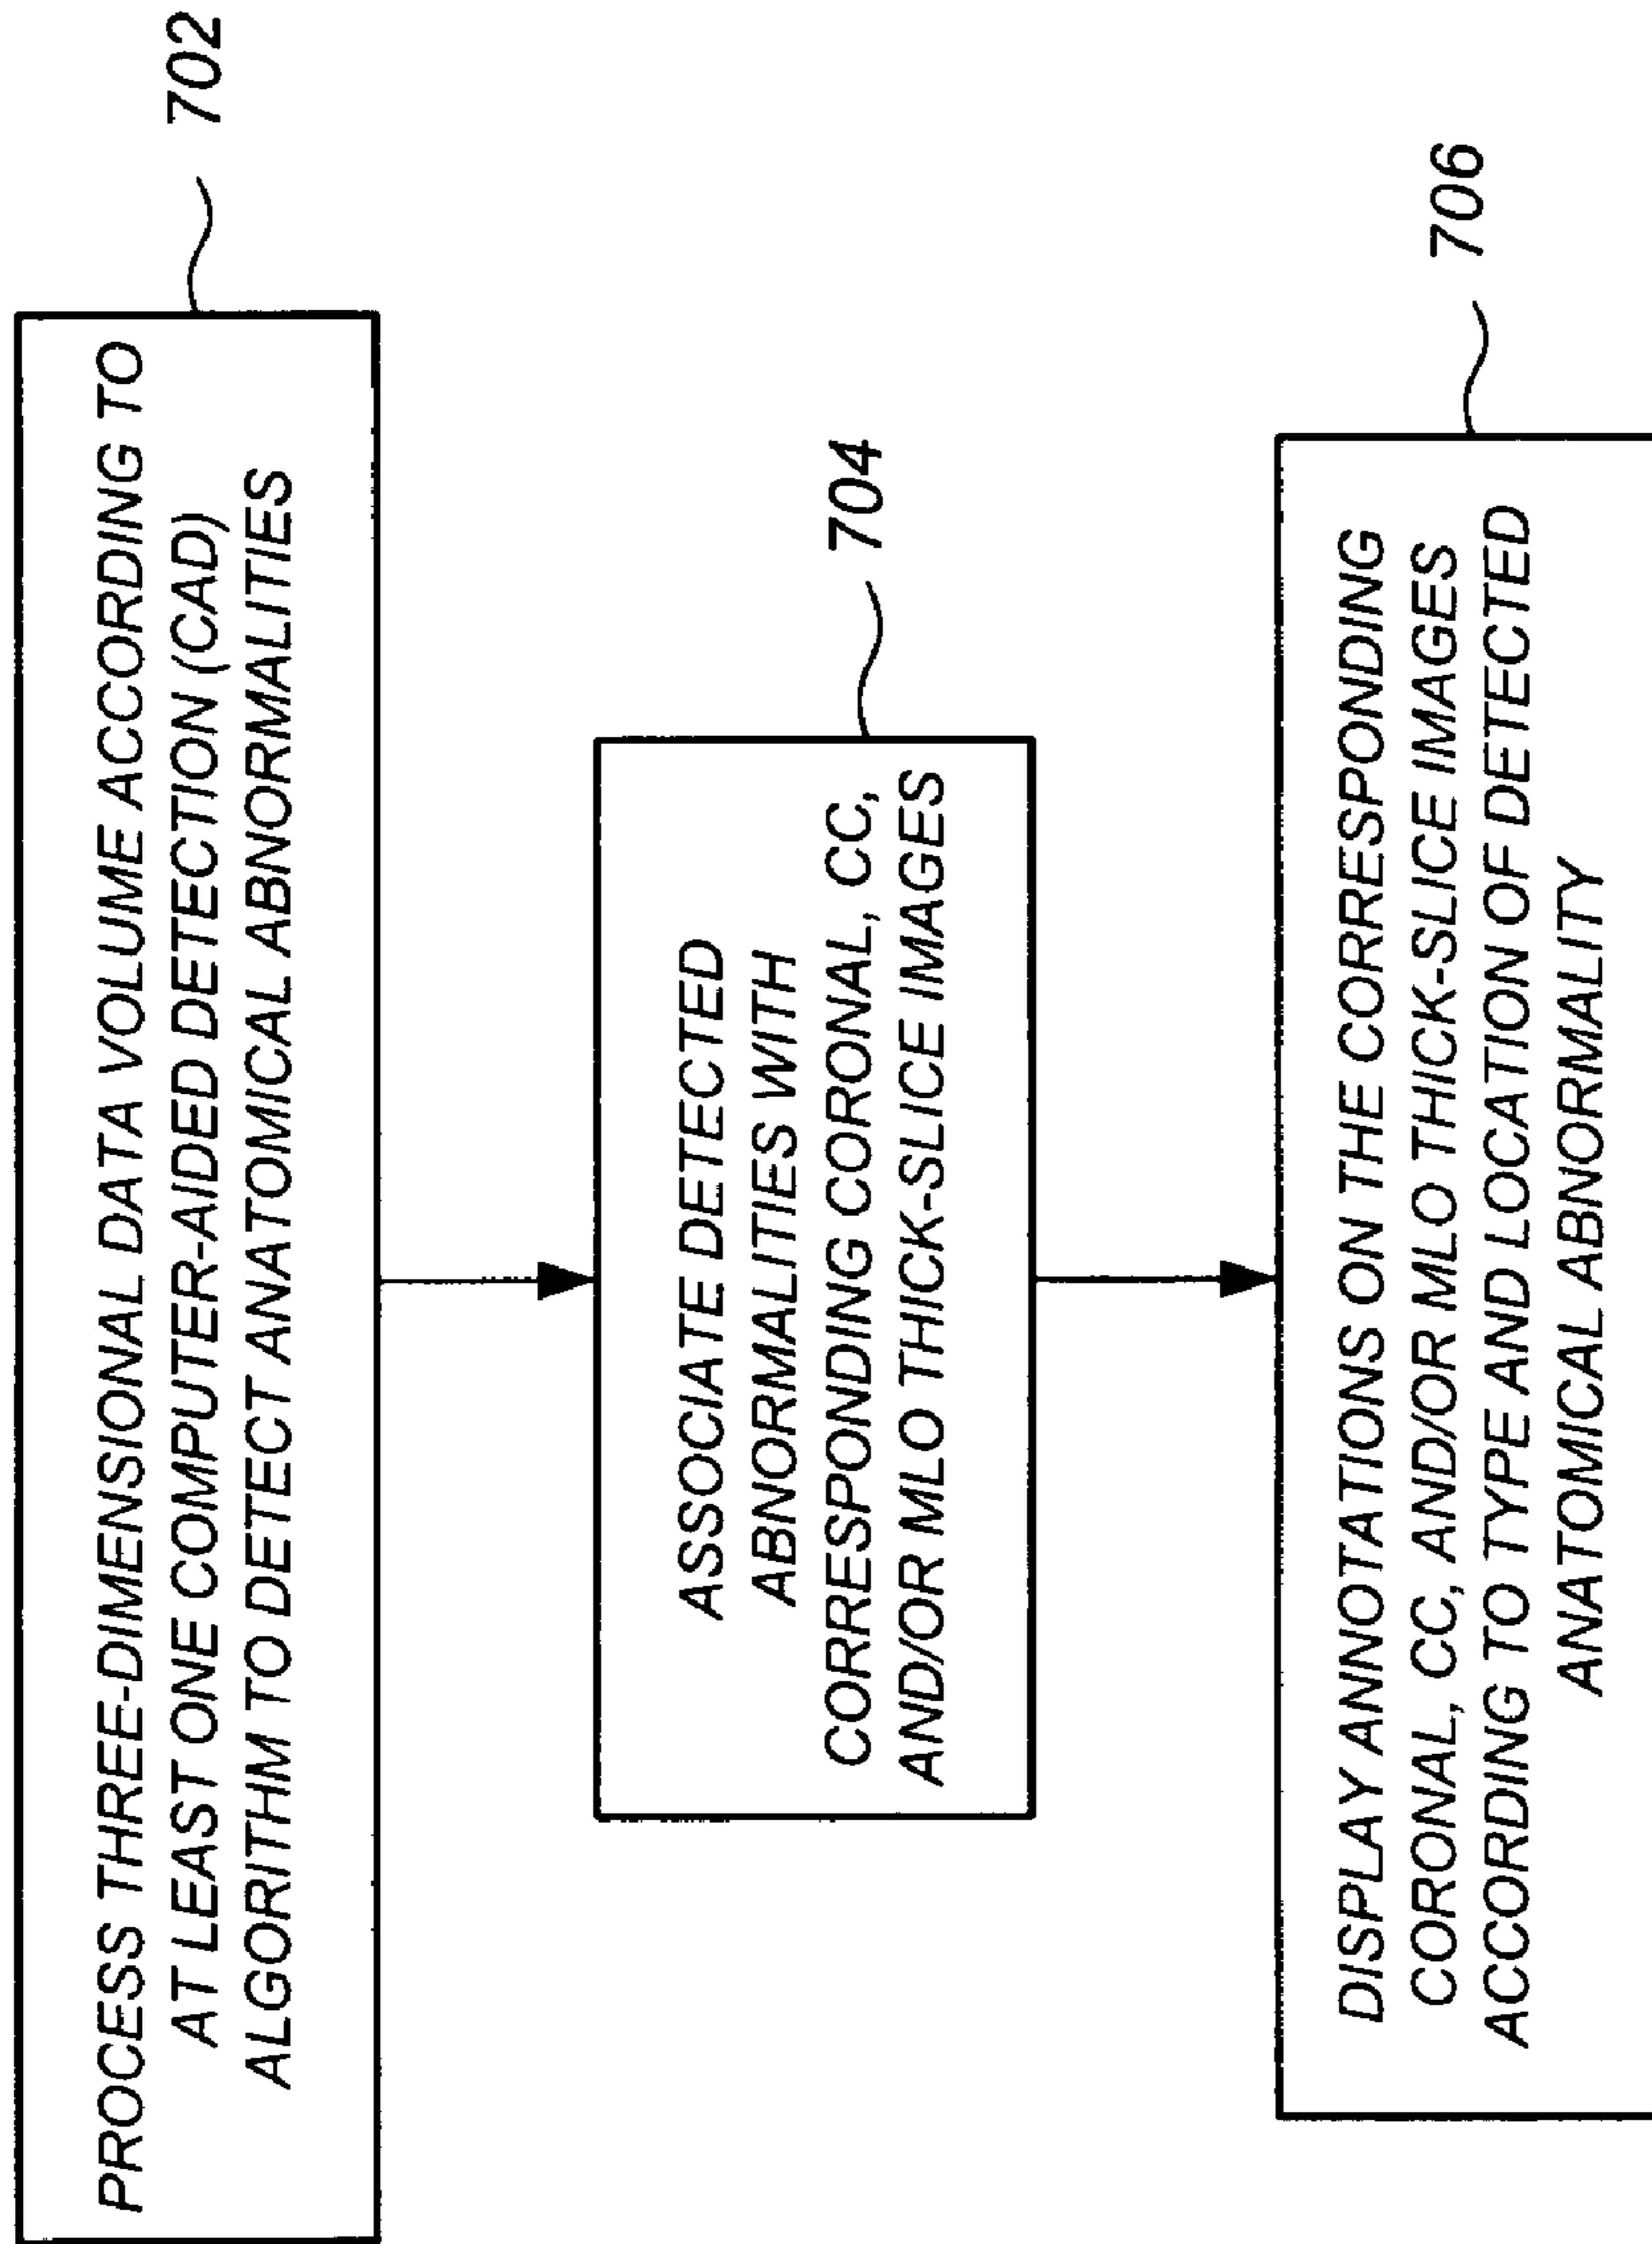 PROCESS THREE-DIMENSIONAL DATA VOLUME ACCORDING TO
AT LEAST ONE COMPUTER-AIDED DETECTION (CAD)
ALGORITHM TO DETECT ANATOMICAL ABNORMALITIES
702
ASSOCIATE DETECTED
ABNORMALITIES WITH
CORRESPONDING CORONAL, CC,
AND/OR MLO THICK-SLICE IMAGES
704
DISPLAY ANNOTATIONS ON THE CORRESPONDING
CORONAL, CC, AND/OR MLO THICK-SLICE IMAGES
ACCORDING TO TYPE AND LOCATION OF DETECTED
ANATOMICAL ABNORMALITY
706